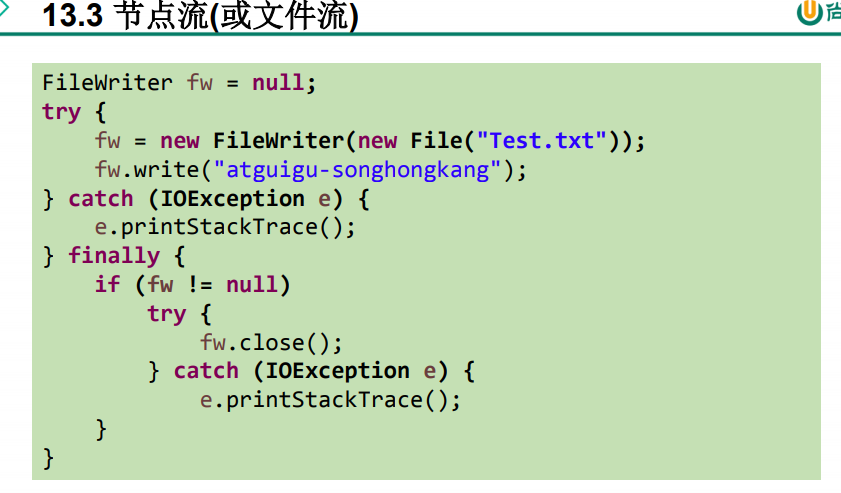 13.3 节点流(或文件流)
尚
FileWriter fw = null;
try {
    fw = new FileWriter(new File("Test.txt"));
    fw.write("atguigu-songhongkang");
} catch (IOException e) {
    e.printStackTrace();
} finally {
    if (fw != null)
        try {
            fw.close();
        } catch (IOException e) {
            e.printStackTrace();
    }
}